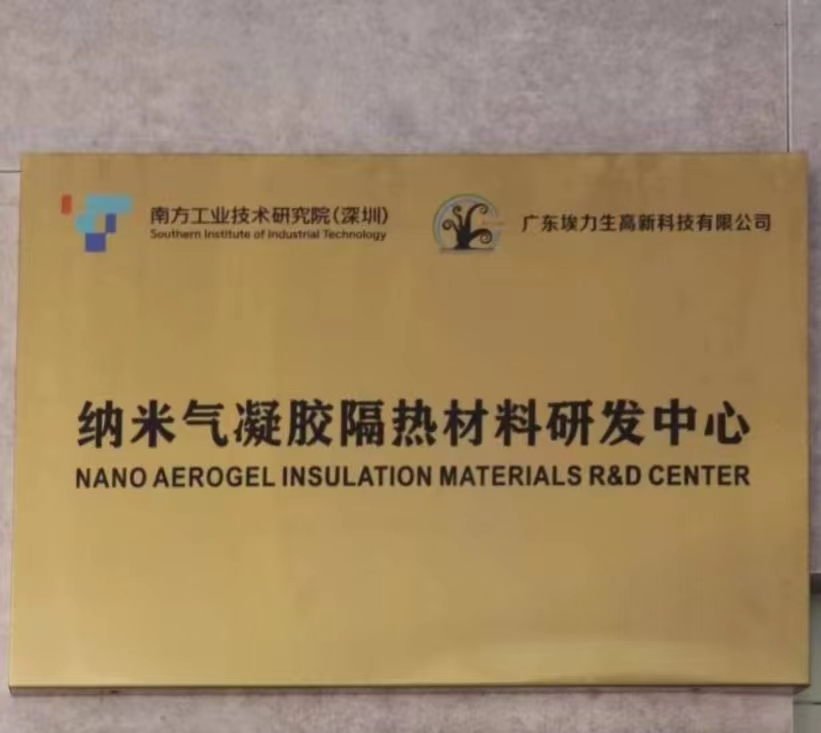 南方工业技术研究院(深圳)
Southern Institute of Industrial Technology
广东埃力生高新科技有限公司
纳米气凝胶隔热材料研发中心
NANO AEROGEL INSULATION MATERIALS R&D CENTER